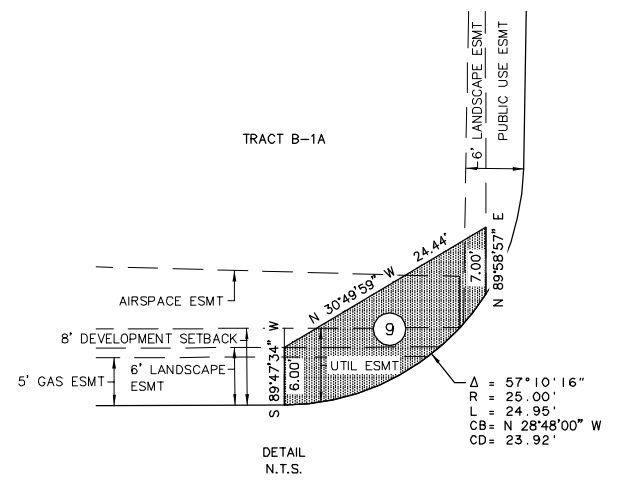 6' LANDSCAPE ESMT
PUBLIC USE ESMT
TRACT B-1A
24.44'
N 30°49'59" W
7.00'
N 89°58'57" E
AIRSPACE ESMT
8' DEVELOPMENT SETBACK
S 89°47'34" W
6.00'
9
UTIL ESMT
5' GAS ESMT
6' LANDSCAPE
ESMT
Δ = 57°10'16"
R = 25.00'
L = 24.95'
CB= N 28°48'00" W
CD= 23.92'
DETAIL
N.T.S.